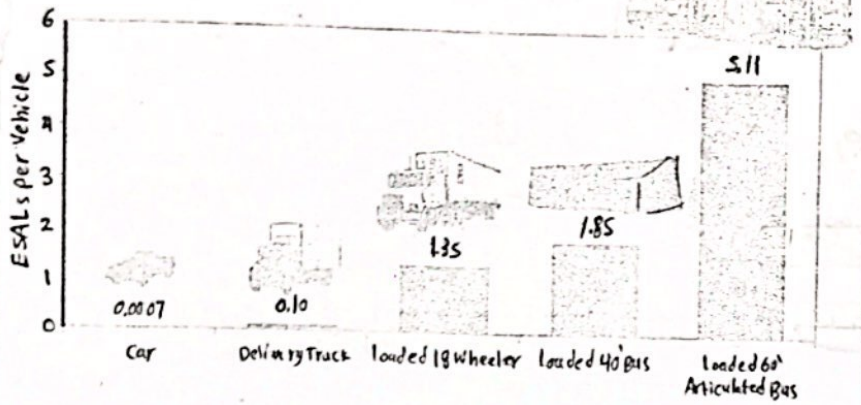 6
5
4
3
2
1
0
ESALs per Vehicle
5.11
1.85
1.35
0.10
0.0007
Car
Delivery Truck
Loaded 18 Wheeler
Loaded 40' Bus
Loaded 60'
Articulated Bus